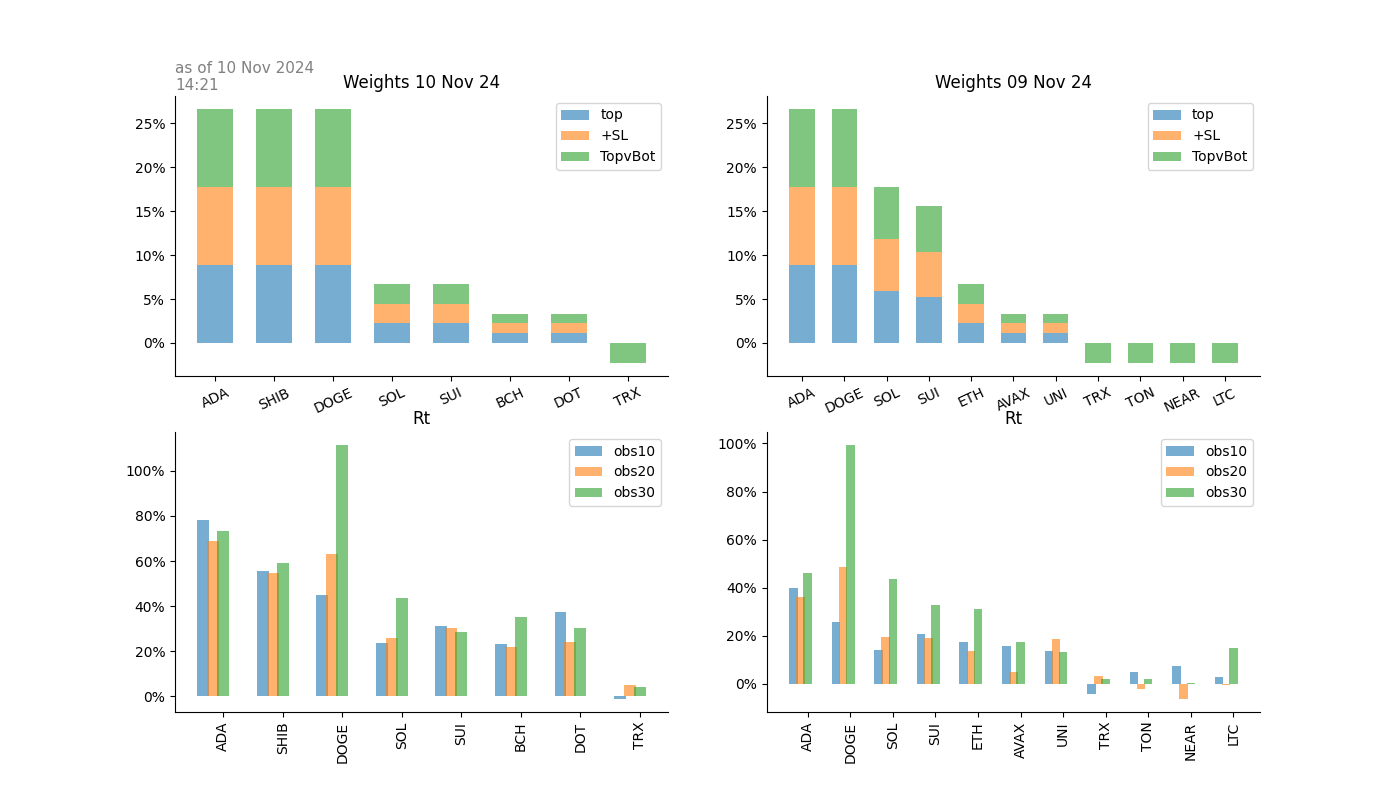 as of 10 Nov 2024
14:21
Weights 10 Nov 24
25%
20%
15%
10%
5%
0%
top
+SL
TopvBot
ADA SHIB DOGE SOL SUI BCH DOT TRX
Weights 09 Nov 24
25%
20%
15%
10%
5%
0%
top
+SL
TopvBot
ADA DOGE SOL SUI ETH AVAX UNI TRX TON NEAR LTC
Rt
100%
80%
60%
40%
20%
0%
obs10
obs20
obs30
ADA SHIB DOGE SOL SUI BCH DOT TRX
Rt
100%
80%
60%
40%
20%
0%
obs10
obs20
obs30
ADA DOGE SOL SUI ETH AVAX UNI TRX TON NEAR LTC